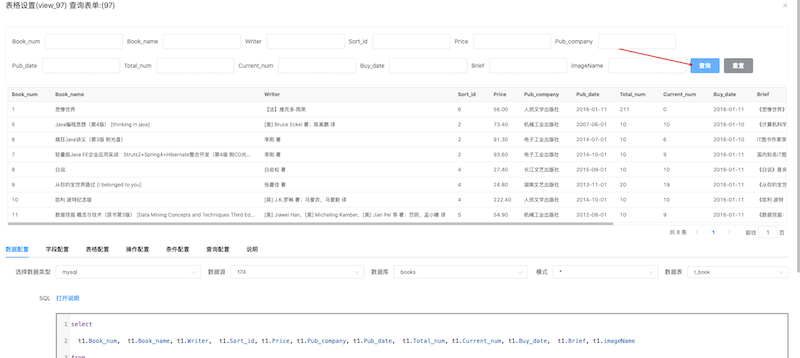 表格设置(view_97) 查询表单:(97)
Book_num Book_name Writer Sort_id Price Pub_company
Pub_date Total_num Current_num Buy_date Brief imageName 查询 重置
Book_num Book_name Writer Sort_id Price Pub_company Pub_date Total_num Current_num Buy_date Brief
1 悲惨世界 【法】维克多·雨果 6 56.00 人民文学出版社 2016-01-11 211 0 2016-01-11 《悲惨世界》
5 Java编程思想（第4版） [thinking in java] [美] Bruce Eckel 著；陈昊鹏 译 2 73.40 机械工业出版社 2007-06-01 10 10 2016-01-11 《计算机科学
6 疯狂Java讲义（第3版 附光盘） 李刚 著 2 91.30 电子工业出版社 2014-07-01 10 6 2016-01-11 IT图书作家李
7 轻量级Java EE企业应用实战：Struts2+Spring4+Hibernate整合开发（第4版 附CD光... 李刚 著 2 93.60 电子工业出版社 2014-10-01 10 9 2016-01-11 国内知名IT图
8 白说 白岩松 著 4 27.40 长江文艺出版社 2015-09-01 10 10 2016-01-11 《白说》是
9 从你的全世界路过 [I belonged to you] 张嘉佳 著 4 24.80 湖南文艺出版社 2013-11-01 20 19 2016-01-11 《从你的全世
10 哈利·波特纪念版 [英] J.K.罗琳 著；马爱农、马爱新 译 4 222.40 人民文学出版社 2014-10-01 10 10 2016-01-11 《哈利·波特
11 数据挖掘 概念与技术（原书第3版） [Data Mining Concepts and Techniques Third Ed... [美] Jiawei Han、[美] Micheling Kamber、[美] Jian Pei 等 著；范明、孟小峰 译 5 54.90 机械工业出版社 2012-08-01 10 9 2016-01-11 《数据挖掘：
共 8 条 1 前往 1 页
数据配置 字段配置 表格配置 操作配置 条件配置 查询配置 说明
选择数据类型 mysql 数据源 174 数据库 books 模式 * 数据表 t_book
SQL 打开说明
1 select
2 t1.Book_num, t1.Book_name, t1.Writer, t1.Sort_id, t1.Price, t1.Pub_company, t1.Pub_date, t1.Total_num, t1.Current_num, t1.Buy_date, t1.Brief, t1.imageName
3 from